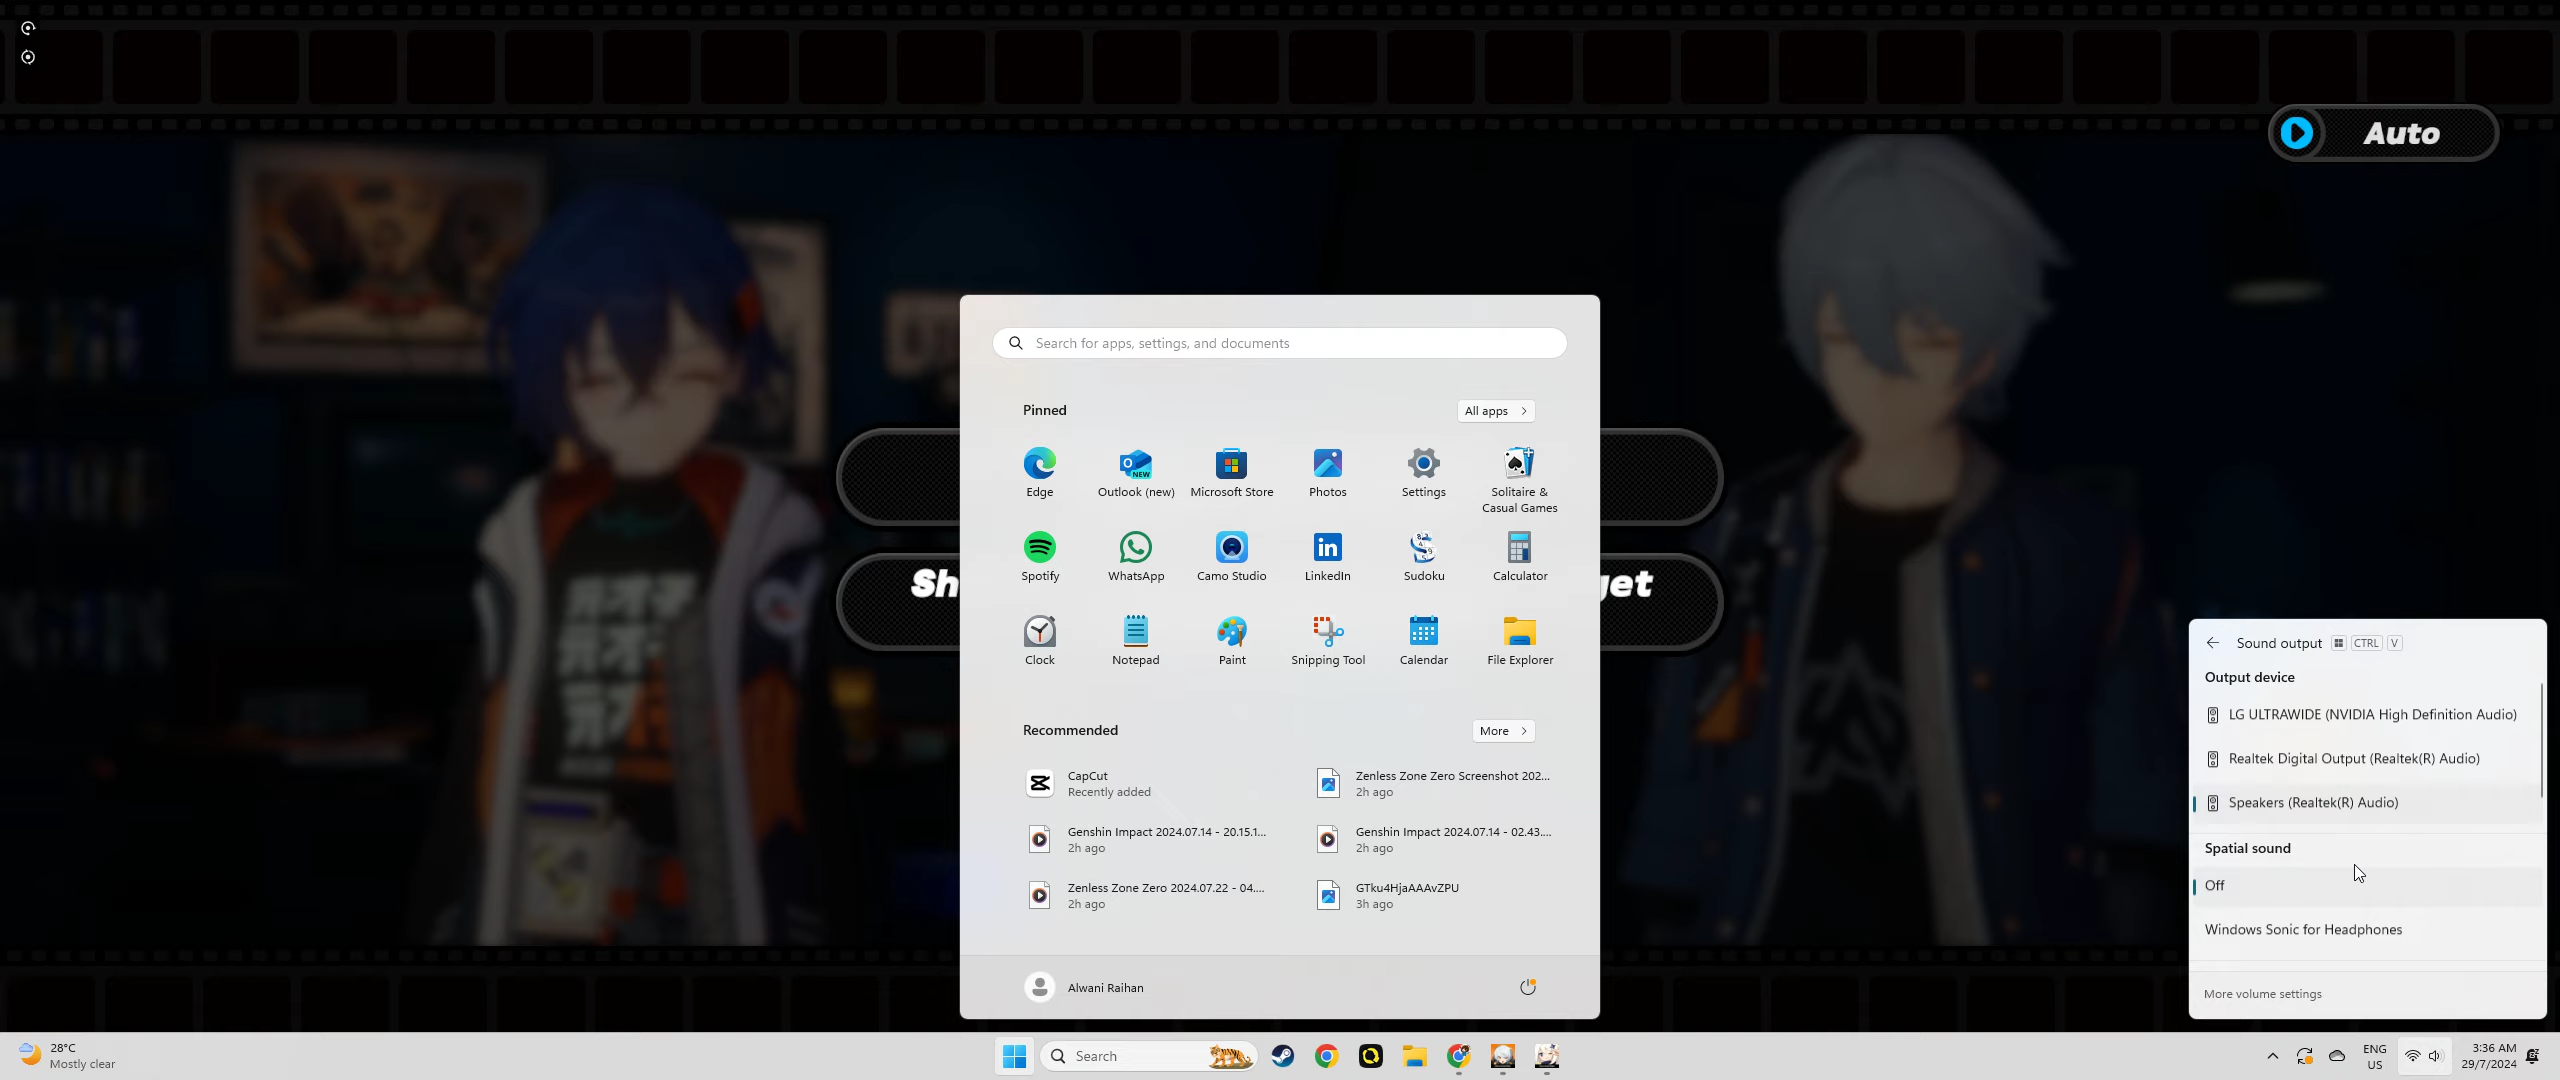 Auto
Search for apps, settings, and documents
Pinned
All apps
Edge
Outlook (new)
Microsoft Store
Photos
Settings
Solitaire &
Casual Games
Spotify
WhatsApp
Camo Studio
LinkedIn
Sudoku
Calculator
Sh
get
Clock
Notepad
Paint
Snipping Tool
Calendar
File Explorer
Recommended
More
CapCut
Recently added
Zenless Zone Zero Screenshot 202...
2h ago
Genshin Impact 2024.07.14 - 20.15.1...
2h ago
Genshin Impact 2024.07.14 - 02.43....
2h ago
Zenless Zone Zero 2024.07.22 - 04....
2h ago
GTku4HjaAAAvZPU
3h ago
Alwani Raihan
Sound output CTRL V
Output device
LG ULTRAWIDE (NVIDIA High Definition Audio)
Realtek Digital Output (Realtek(R) Audio)
Speakers (Realtek(R) Audio)
Spatial sound
Off
Windows Sonic for Headphones
More volume settings
28°C
Mostly clear
Search
ENG
US
3:36 AM
29/7/2024